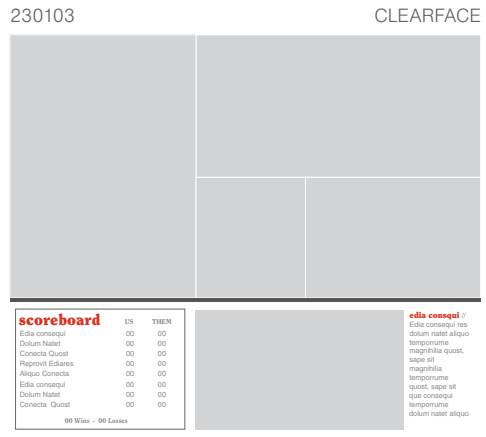 230103 CLEARFACE
scoreboard US THEM
Edia consequi 00 00
Dolum Natet 00 00
Conecta Quost 00 00
Reprovit Ediares 00 00
Aliquo Conecta 00 00
Edia consequi 00 00
Dolum Natet 00 00
Conecta Quost 00 00
00 Wins - 00 Losses
edia consqui //
Edia consequi res
dolum natet aliquo
temporrume
magnihilia quost,
sape sit
magnihilia
temporrume
quost, sape sit
que consequi
temporrume
dolum natet aliquo